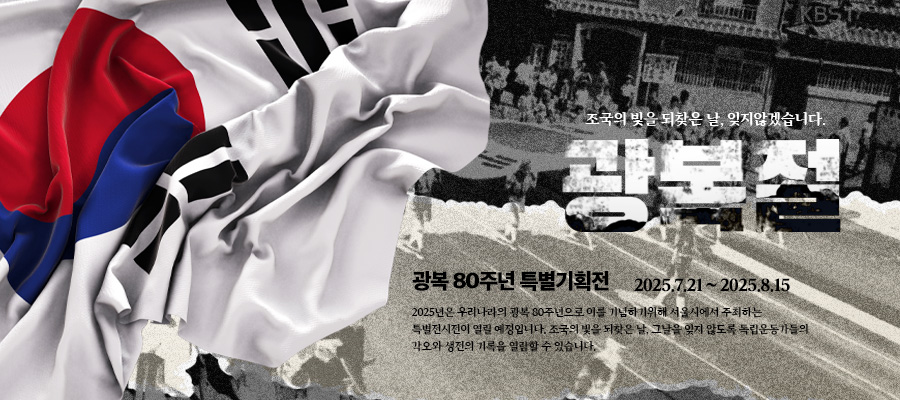 KBS 1
조국의 빛을 되찾은 날, 잊지않겠습니다.
광복절
광복 80주년 특별기획전 2025.7.21 ~ 2025.8.15
2025년은 우리나라의 광복 80주년으로 이를 기념하기위해 서울시에서 주최하는
특별전시전이 열릴 예정입니다. 조국의 빛을 되찾은 날, 그날을 잊지 않도록 독립운동가들의
각오와 생전의 기록을 열람할 수 있습니다.